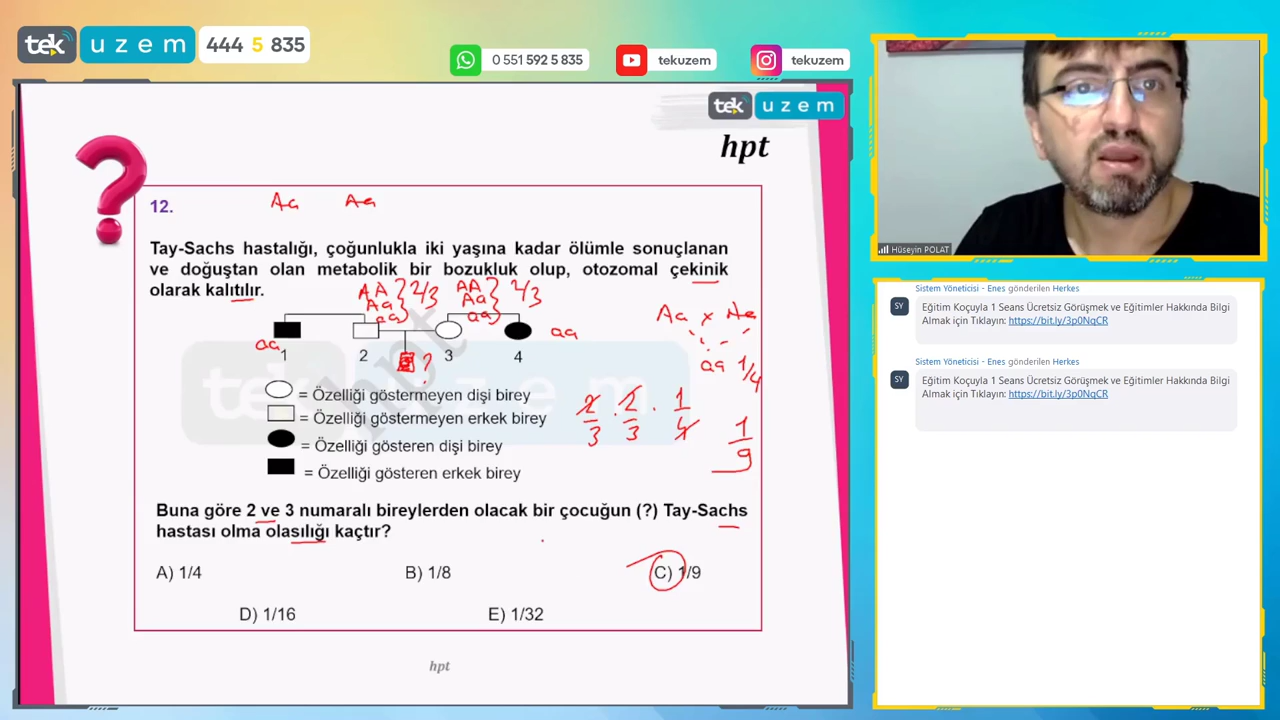 tek uzem 444 5 835
0 551 592 5 835
tekuzem
tekuzem
tek uzem
hpt
12.
Aa Aa
Tay-Sachs hastalığı, çoğunlukla iki yaşına kadar ölümle sonuçlanan
ve doğuştan olan metabolik bir bozukluk olup, otozomal çekinik
olarak kalıtılır.
AA Aa aa } 2/3
AA Aa aa } 2/3
aa
aa
1 2 3 4
?
Aa x Aa
aa 1/4
= Özelliği göstermeyen dişi birey
= Özelliği göstermeyen erkek birey
= Özelliği gösteren dişi birey
= Özelliği gösteren erkek birey
2/3 . 2/3 . 1/4
1/9
Buna göre 2 ve 3 numaralı bireylerden olacak bir çocuğun (?) Tay-Sachs
hastası olma olasılığı kaçtır?
A) 1/4 B) 1/8 C) 1/9
D) 1/16 E) 1/32
hpt
hpt
Hüseyin POLAT
Sistem Yöneticisi - Enes gönderilen Herkes
SY
Eğitim Koçuyla 1 Seans Ücretsiz Görüşmek ve Eğitimler Hakkında Bilgi
Almak için Tıklayın: https://bit.ly/3p0NqCR
Sistem Yöneticisi - Enes gönderilen Herkes
SY
Eğitim Koçuyla 1 Seans Ücretsiz Görüşmek ve Eğitimler Hakkında Bilgi
Almak için Tıklayın: https://bit.ly/3p0NqCR